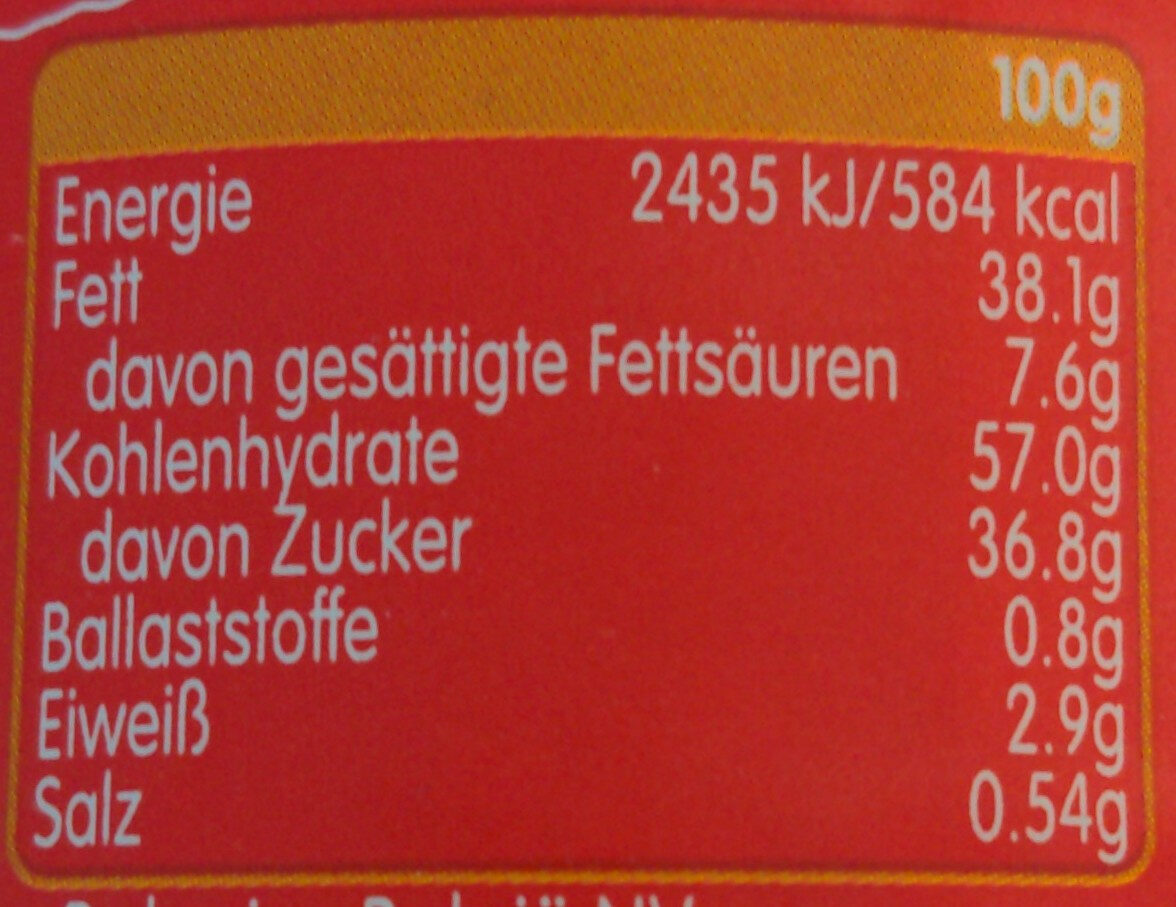 100g
Energie 2435 kJ/584 kcal
Fett 38.1g
davon gesättigte Fettsäuren 7.6g
Kohlenhydrate 57.0g
davon Zucker 36.8g
Ballaststoffe 0.8g
Eiweiß 2.9g
Salz 0.54g